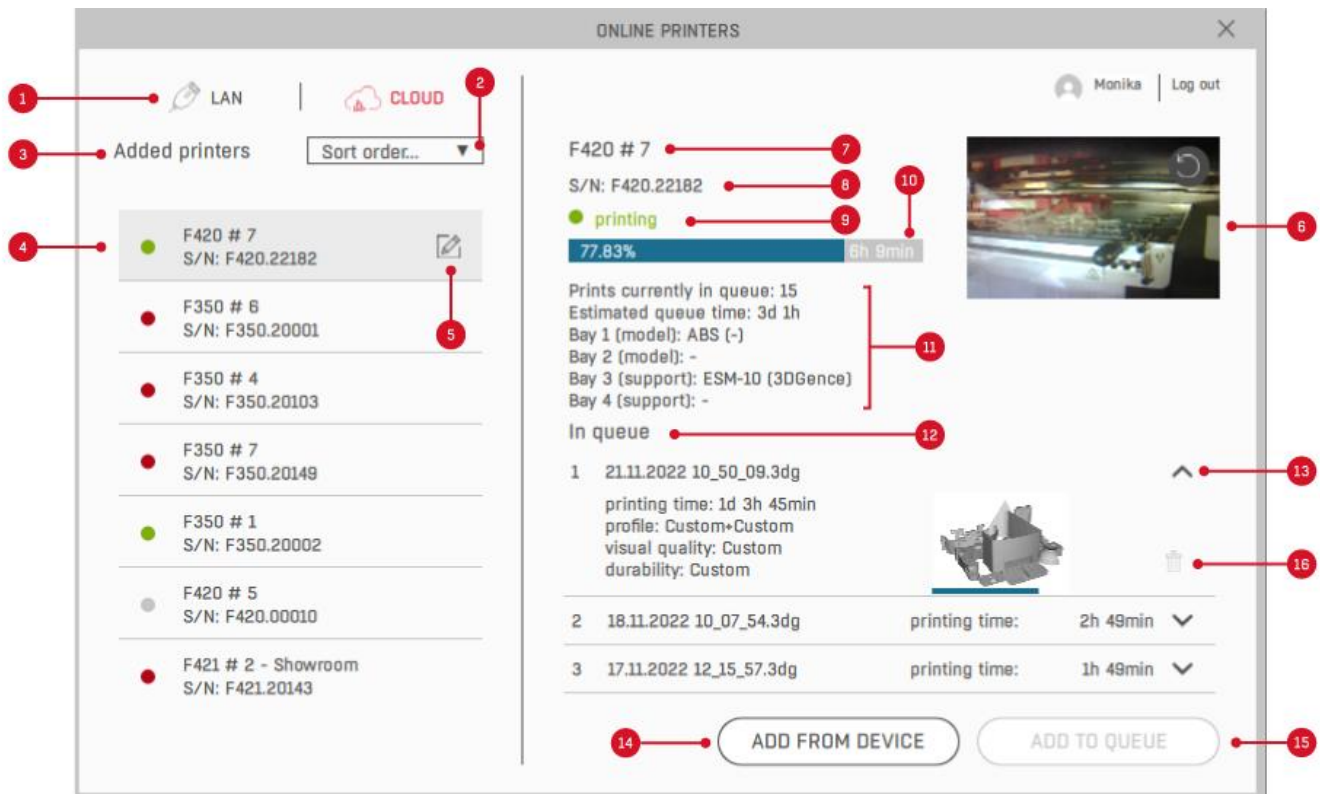 ONLINE PRINTERS
1
LAN
CLOUD
2
Monika
Log out
3
Added printers
Sort order...
F420 # 7
7
S/N: F420.22182
8
10
printing
9
77.83%
6h 9min
6
4
F420 # 7
S/N: F420.22182
5
F350 # 6
S/N: F350.20001
F350 # 4
S/N: F350.20103
F350 # 7
S/N: F350.20149
F350 # 1
S/N: F350.20002
F420 # 5
S/N: F420.00010
F421 # 2 - Showroom
S/N: F421.20143
Prints currently in queue: 15
Estimated queue time: 3d 1h
Bay 1 (model): ABS (-)
Bay 2 (model): -
Bay 3 (support): ESM-10 (3DGence)
Bay 4 (support): -
11
In queue
12
1 21.11.2022 10_50_09.3dg
13
printing time: 1d 3h 45min
profile: Custom+Custom
visual quality: Custom
durability: Custom
16
2 18.11.2022 10_07_54.3dg printing time: 2h 49min
3 17.11.2022 12_15_57.3dg printing time: 1h 49min
14
ADD FROM DEVICE
ADD TO QUEUE
15